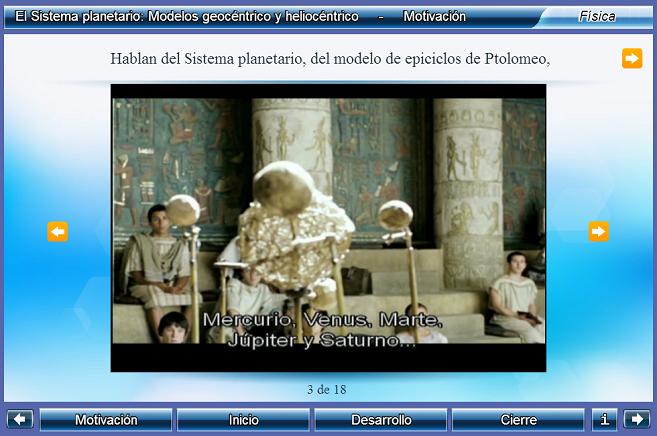 El Sistema planetario: Modelos geocéntrico y heliocéntrico - Motivación Física
Hablan del Sistema planetario, del modelo de epiciclos de Ptolomeo,
Mercurio, Venus, Marte,
Júpiter y Saturno...
3 de 18
Motivación Inicio Desarrollo Cierre i